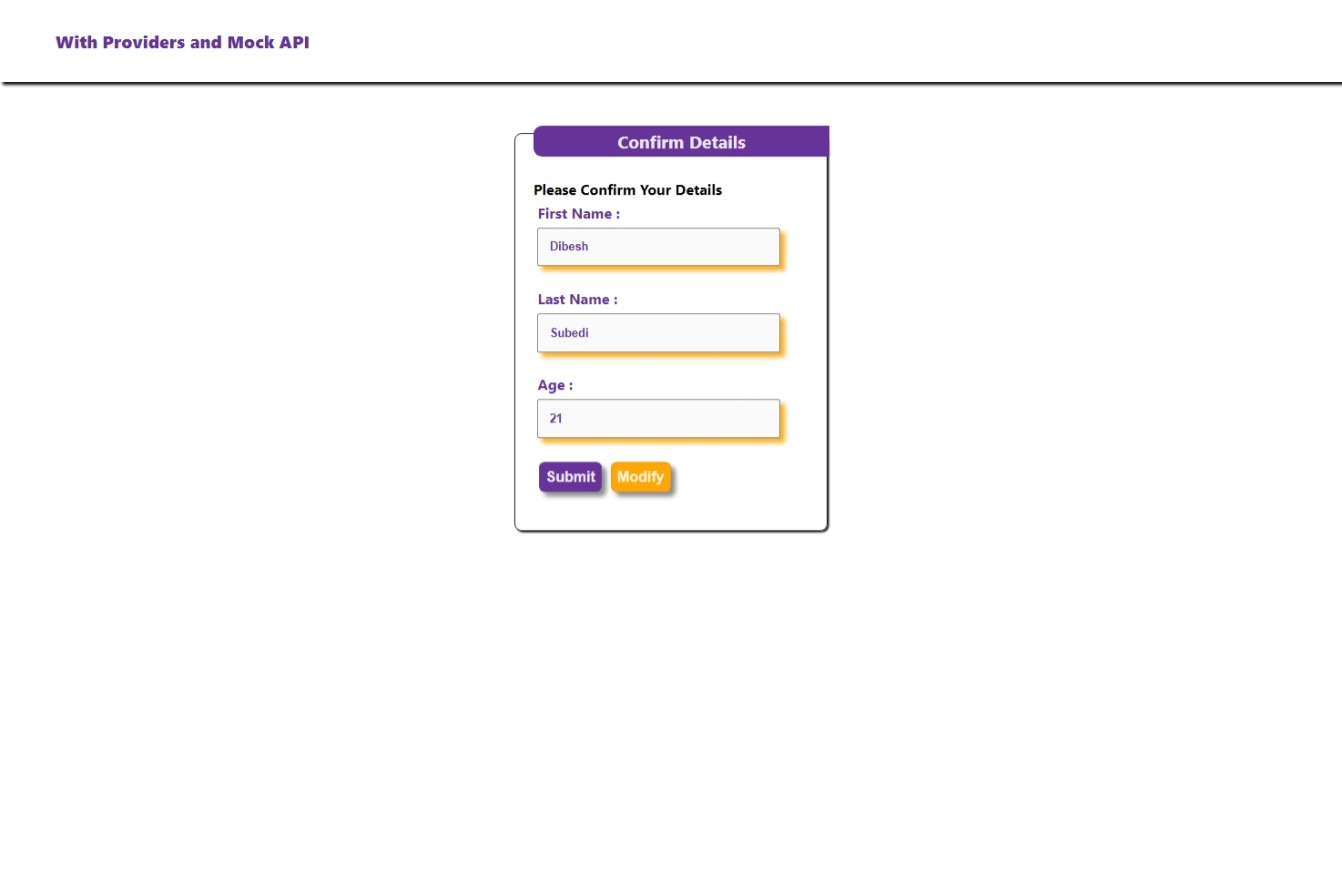 With Providers and Mock API
Confirm Details
Please Confirm Your Details
First Name :
Dibesh
Last Name :
Subedi
Age :
21
Submit Modify